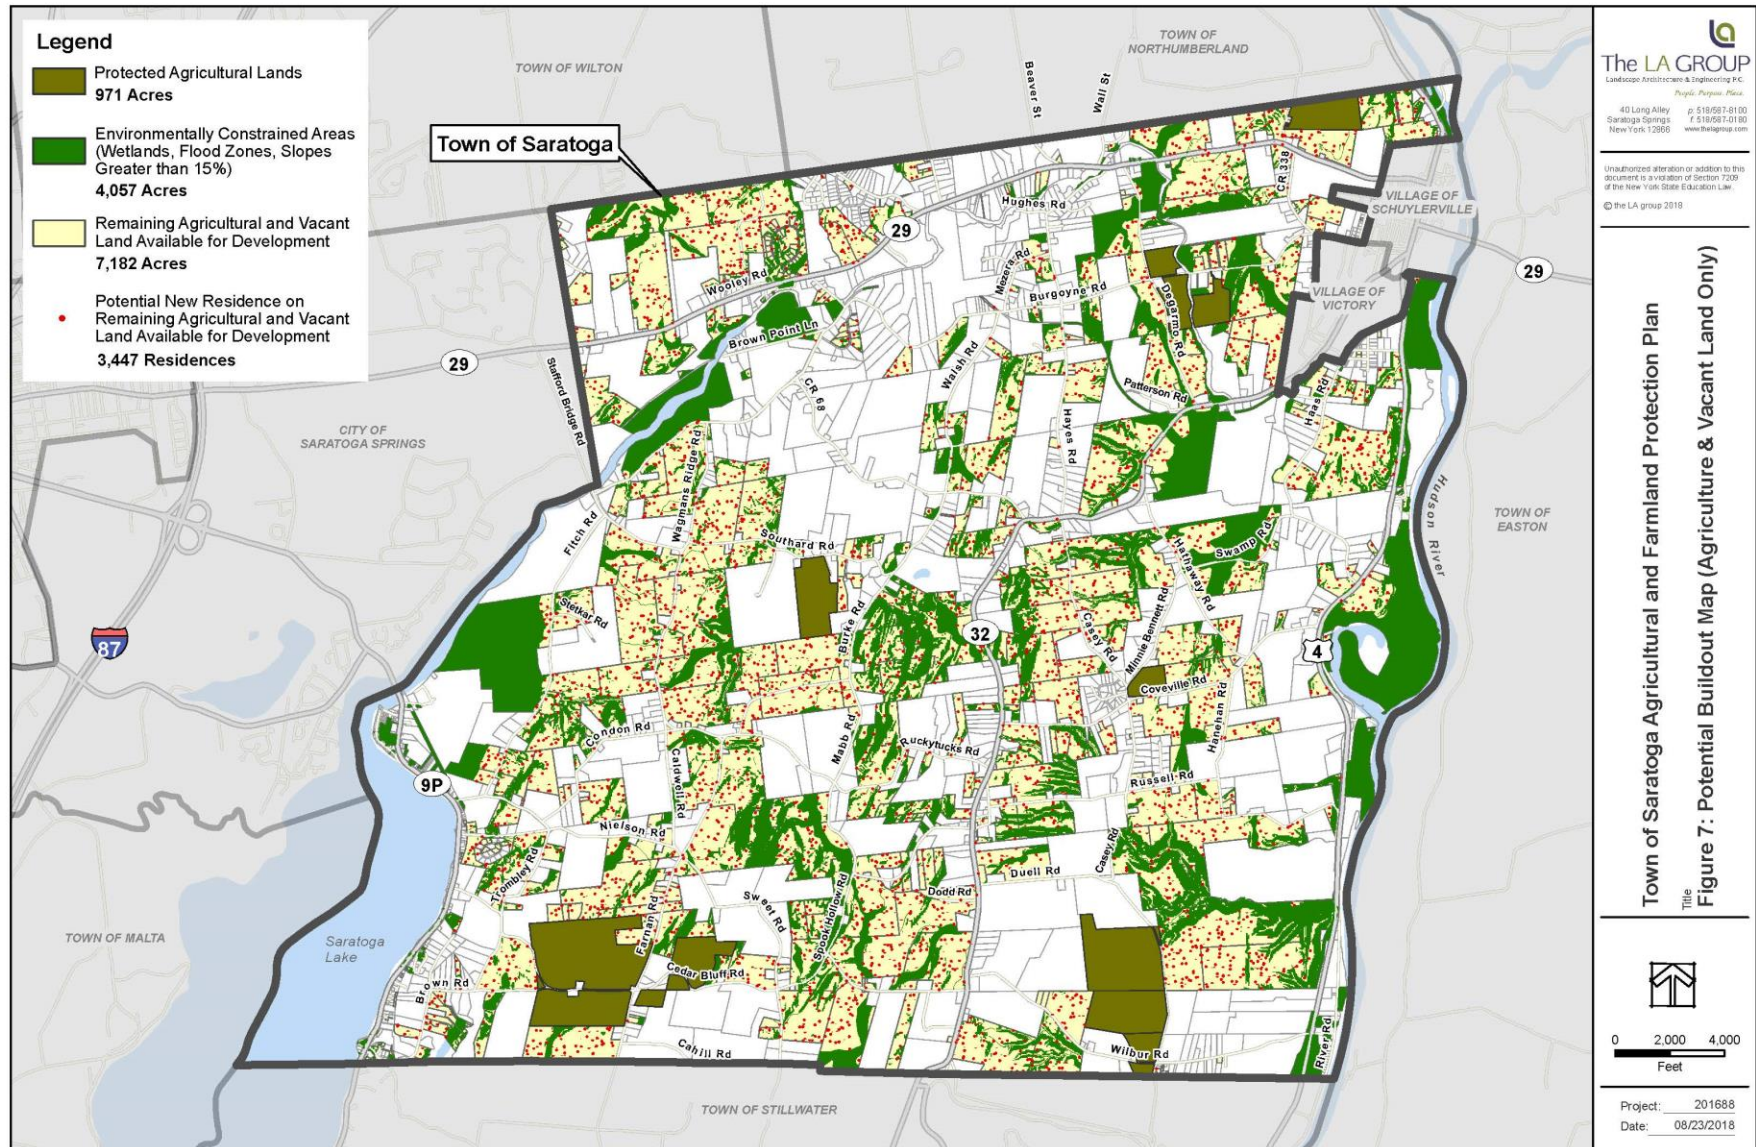 Legend
Protected Agricultural Lands
971 Acres
Environmentally Constrained Areas
(Wetlands, Flood Zones, Slopes
Greater than 15%)
4,057 Acres
Remaining Agricultural and Vacant
Land Available for Development
7,182 Acres
Potential New Residence on
Remaining Agricultural and Vacant
Land Available for Development
3,447 Residences
Town of Saratoga
TOWN OF WILTON
TOWN OF
NORTHUMBERLAND
Beaver St
Wall St
CR 338
VILLAGE OF
SCHUYLERVILLE
Hughes Rd
29
29
29
Mezera Rd
Wooley Rd
Burgoyne Rd
Degarmo Rd
VILLAGE OF
VICTORY
Brown Point Ln
Stafford Bridge Rd
Walsh Rd
CR 68
Patterson Rd
Haas Rd
Hayes Rd
CITY OF
SARATOGA SPRINGS
Wagmans Ridge Rd
Hudson River
TOWN OF
EASTON
Fitch Rd
Southard Rd
Swamp Rd
Hathaway Rd
Stetkar Rd
Burke Rd
Casey Rd
Minnie Bennett Rd
87
32
4
Coveville Rd
Hanehan Rd
Condon Rd
Mabb Rd
Ruckytucks Rd
Caldwell Rd
Russell Rd
9P
Nielson Rd
Casey Rd
Trombley Rd
Duell Rd
Dodd Rd
Sweet Rd
Spook Hollow Rd
Farnan Rd
TOWN OF MALTA
Saratoga
Lake
Cedar Bluff Rd
Brown Rd
Cahill Rd
Wilbur Rd
River Rd
TOWN OF STILLWATER
The LA GROUP
Landscape Architecture & Engineering P.C.
People. Purpose. Place.
40 Long Alley
Saratoga Springs
New York 12866
p: 518/587-8100
f: 518/587-0180
www.thelagroup.com
Unauthorized alteration or addition to this
document is a violation of Section 7209
of the New York State Education Law.
© the LA group 2018
Town of Saratoga Agricultural and Farmland Protection Plan
Title
Figure 7: Potential Buildout Map (Agriculture & Vacant Land Only)
0 2,000 4,000
Feet
Project: 201688
Date: 08/23/2018